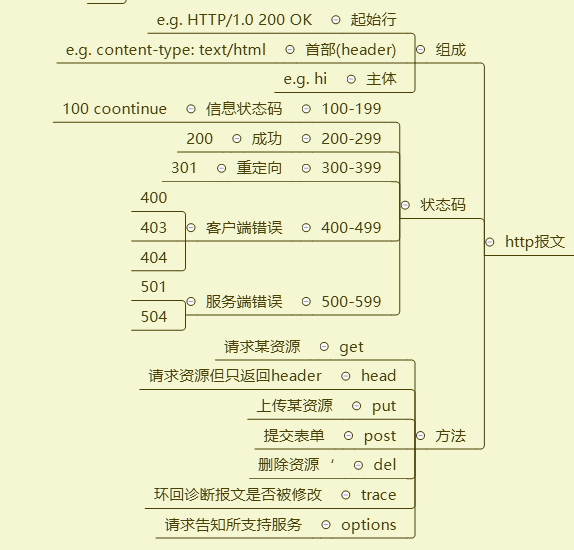 e.g. HTTP/1.0 200 OK 起始行
e.g. content-type: text/html 首部(header) 组成
e.g. hi 主体
100 coontinue 信息状态码 100-199
200 成功 200-299
301 重定向 300-399
400
状态码
403 客户端错误 400-499
http报文
404
501
服务端错误 500-599
504
请求某资源 get
请求资源但只返回header head
上传某资源 put
提交表单 post 方法
删除资源‘ del
环回诊断报文是否被修改 trace
请求告知所支持服务 options